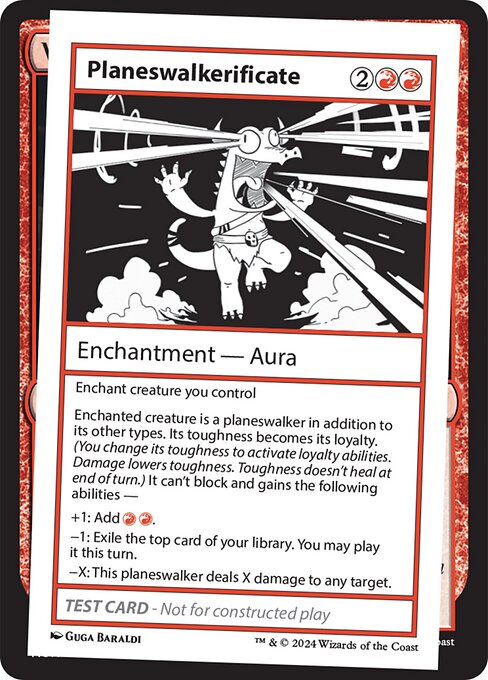 Planeswalkerificate 2
Enchantment — Aura
Enchant creature you control
Enchanted creature is a planeswalker in addition to
its other types. Its toughness becomes its loyalty.
(You change its toughness to activate loyalty abilities.
Damage lowers toughness. Toughness doesn't heal at
end of turn.) It can't block and gains the following
abilities —
+1: Add .
−1: Exile the top card of your library. You may play
it this turn.
−X: This planeswalker deals X damage to any target.
TEST CARD - Not for constructed play
GUGA BARALDI ™ & © 2024 Wizards of the Coast